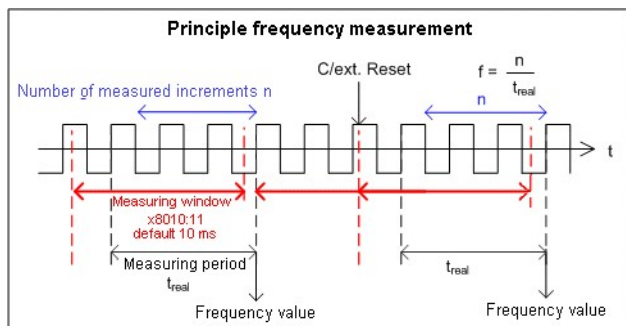 Principle frequency measurement
C/ext. Reset
f = n / t_real
Number of measured increments n
n
t
Measuring window
x8010:11
default 10 ms
Measuring period
t_real
t_real
Frequency value
Frequency value